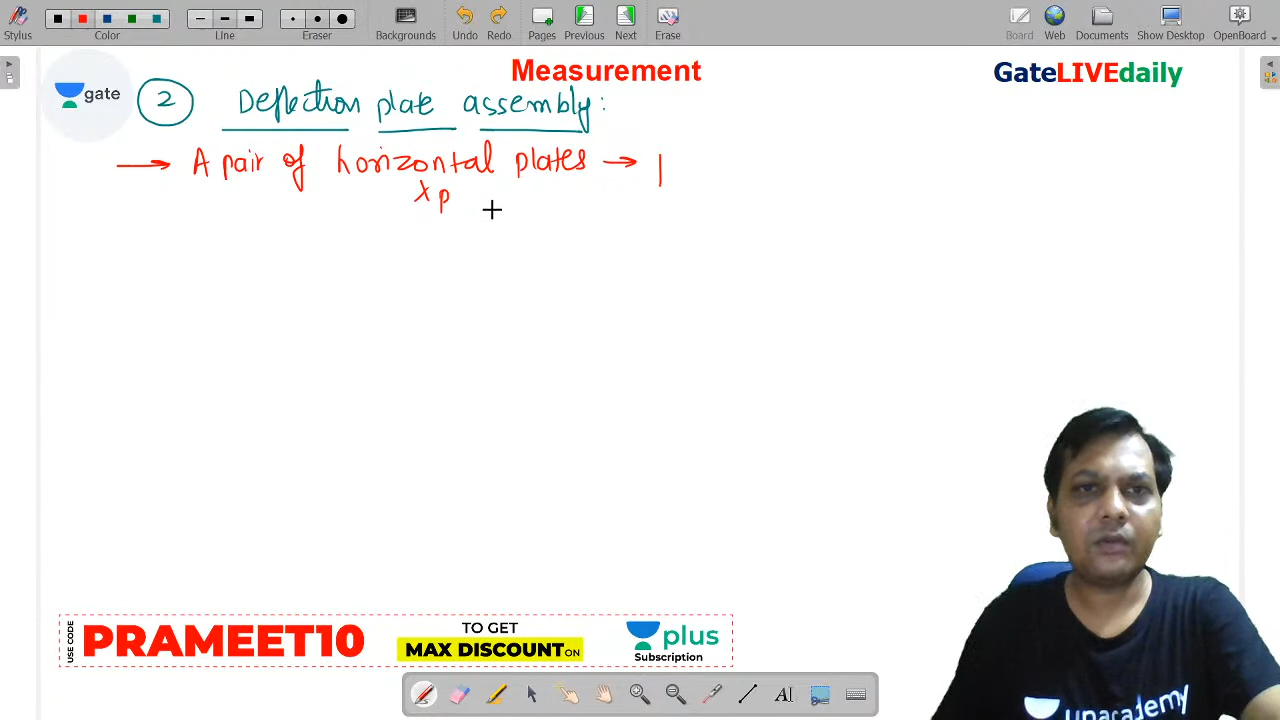 Stylus
Color
Line
Eraser
Backgrounds
Undo
Redo
Pages
Previous
Next
Erase
Board
Web
Documents
Show Desktop
OpenBoard
gate
Measurement
GateLIVEdaily
2 Deflection plate assembly:
→ A pair of horizontal plates → |
Xp
USE CODE
PRAMEET10
TO GET
MAX DISCOUNT ON
plus
Subscription
unacademy